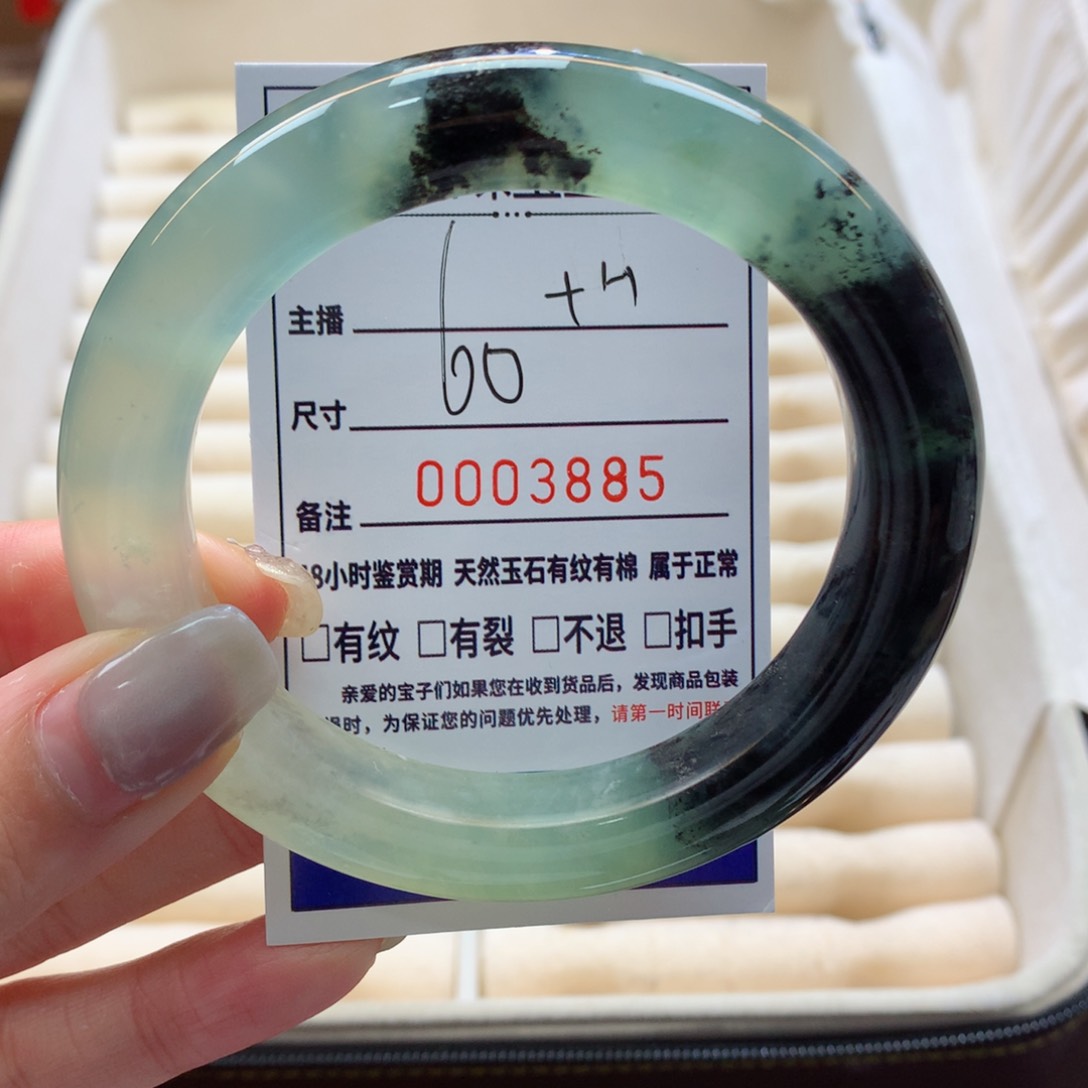 主播
尺寸 60
备注 0003885
8小时鉴赏期 天然玉石有纹有棉 属于正常
□有纹 □有裂 □不退 □扣手
亲爱的宝子们如果您在收到货品后,发现商品包装
时,为保证您的问题优先处理,请第一时间联